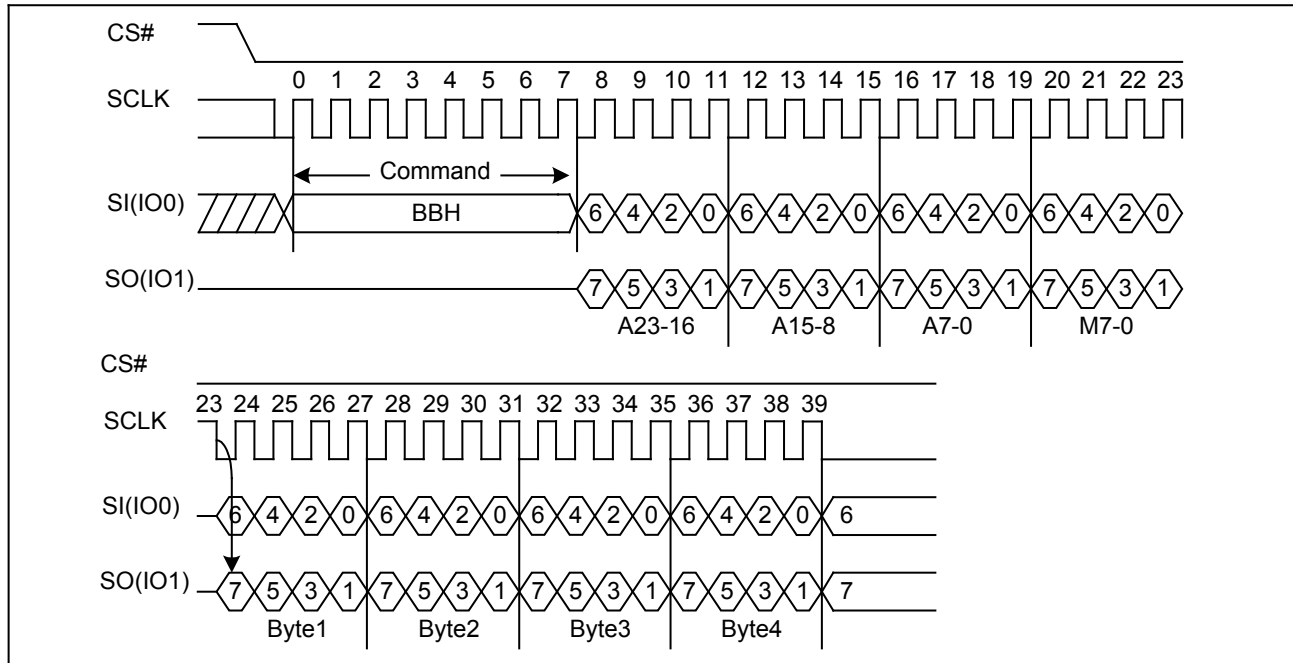 CS#
0 1 2 3 4 5 6 7 8 9 10 11 12 13 14 15 16 17 18 19 20 21 22 23
SCLK
Command
SI(IO0) BBH 6 4 2 0 6 4 2 0 6 4 2 0 6 4 2 0
SO(IO1) 7 5 3 1 7 5 3 1 7 5 3 1 7 5 3 1
A23-16 A15-8 A7-0 M7-0
CS#
23 24 25 26 27 28 29 30 31 32 33 34 35 36 37 38 39
SCLK
SI(IO0) 6 4 2 0 6 4 2 0 6 4 2 0 6 4 2 0 6
SO(IO1) 7 5 3 1 7 5 3 1 7 5 3 1 7 5 3 1 7
Byte1 Byte2 Byte3 Byte4